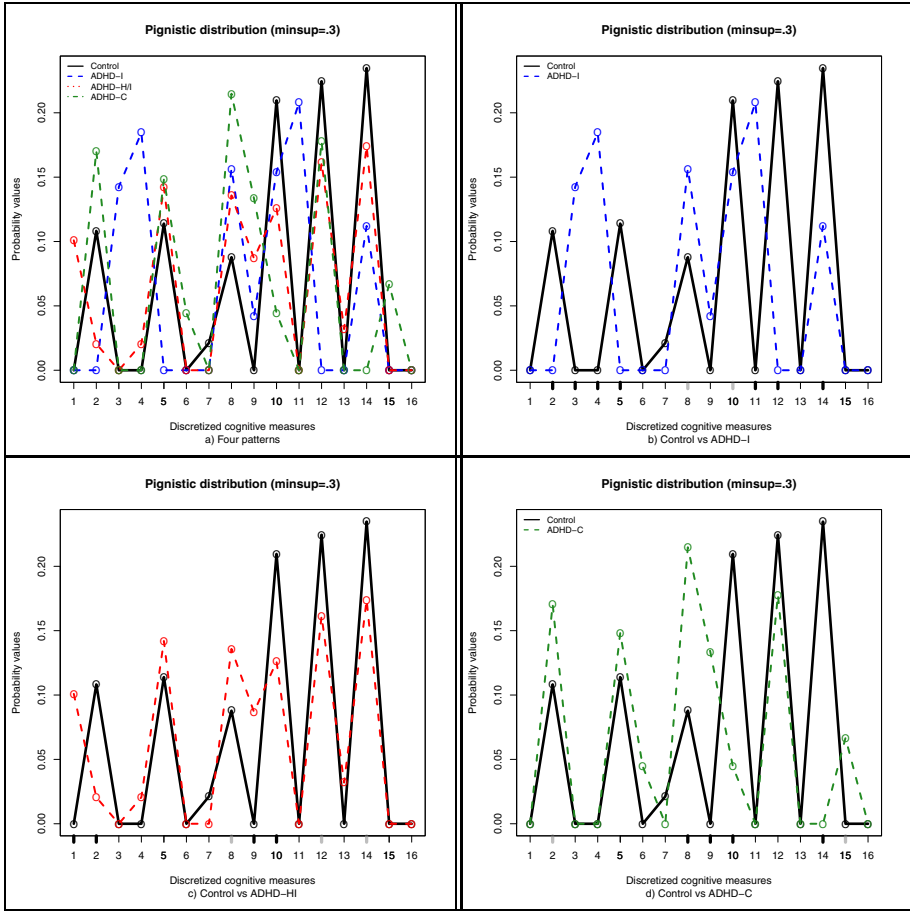 Pignistic distribution (minsup=.3)
Control
ADHD−I
ADHD−H/I
ADHD−C
Probability values
0.20
0.15
0.10
0.05
0.00
1 2 3 4 5 6 7 8 9 10 11 12 13 14 15 16
Discretized cognitive measures
a) Four patterns
Pignistic distribution (minsup=.3)
Control
ADHD−I
Probability values
0.20
0.15
0.10
0.05
0.00
1 2 3 4 5 6 7 8 9 10 11 12 13 14 15 16
Discretized cognitive measures
b) Control vs ADHD−I
Pignistic distribution (minsup=.3)
Probability values
0.20
0.15
0.10
0.05
0.00
1 2 3 4 5 6 7 8 9 10 11 12 13 14 15 16
Discretized cognitive measures
c) Control vs ADHD−HI
Pignistic distribution (minsup=.3)
Control
ADHD−C
Probability values
0.20
0.15
0.10
0.05
0.00
1 2 3 4 5 6 7 8 9 10 11 12 13 14 15 16
Discretized cognitive measures
d) Control vs ADHD−C